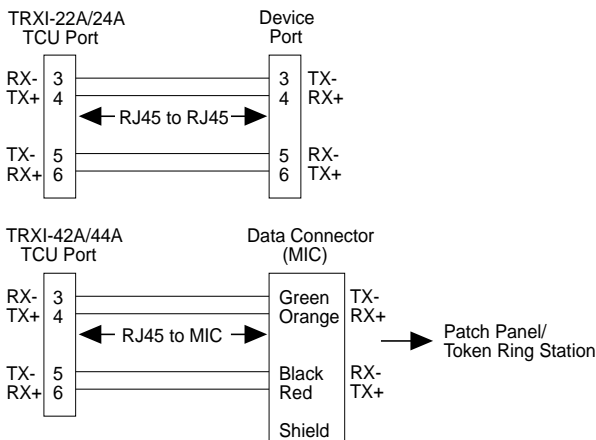 TRXI-22A/24A
TCU Port
Device
Port
RX- 3 3 TX-
TX+ 4 4 RX+
RJ45 to RJ45
TX- 5 5 RX-
RX+ 6 6 TX+
TRXI-42A/44A
TCU Port
Data Connector
(MIC)
RX- 3 Green TX-
TX+ 4 Orange RX+
RJ45 to MIC
Patch Panel/
Token Ring Station
TX- 5 Black RX-
RX+ 6 Red TX+
Shield